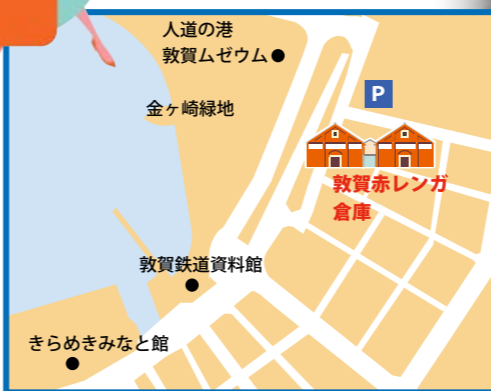 人道の港
敦賀ムゼウム●
金ヶ崎緑地
P
敦賀赤レンガ
倉庫
敦賀鉄道資料館
きらめきみなと館